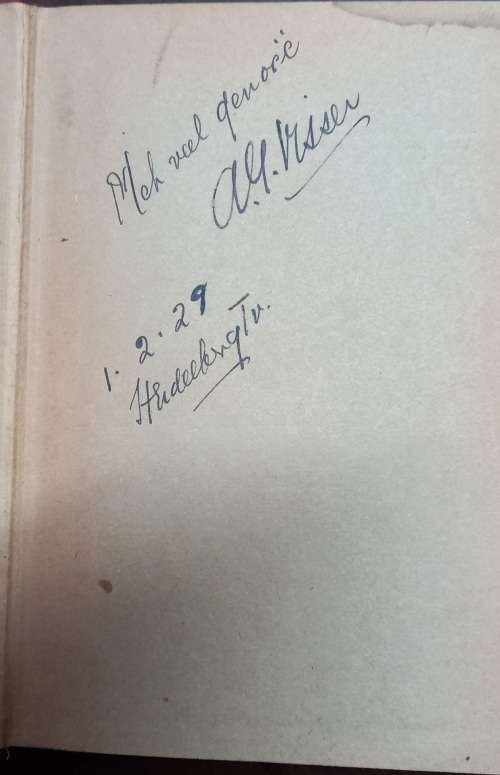 Met veel genoeë
A.G. Visser
1.2.29
Heidelberg Tv.